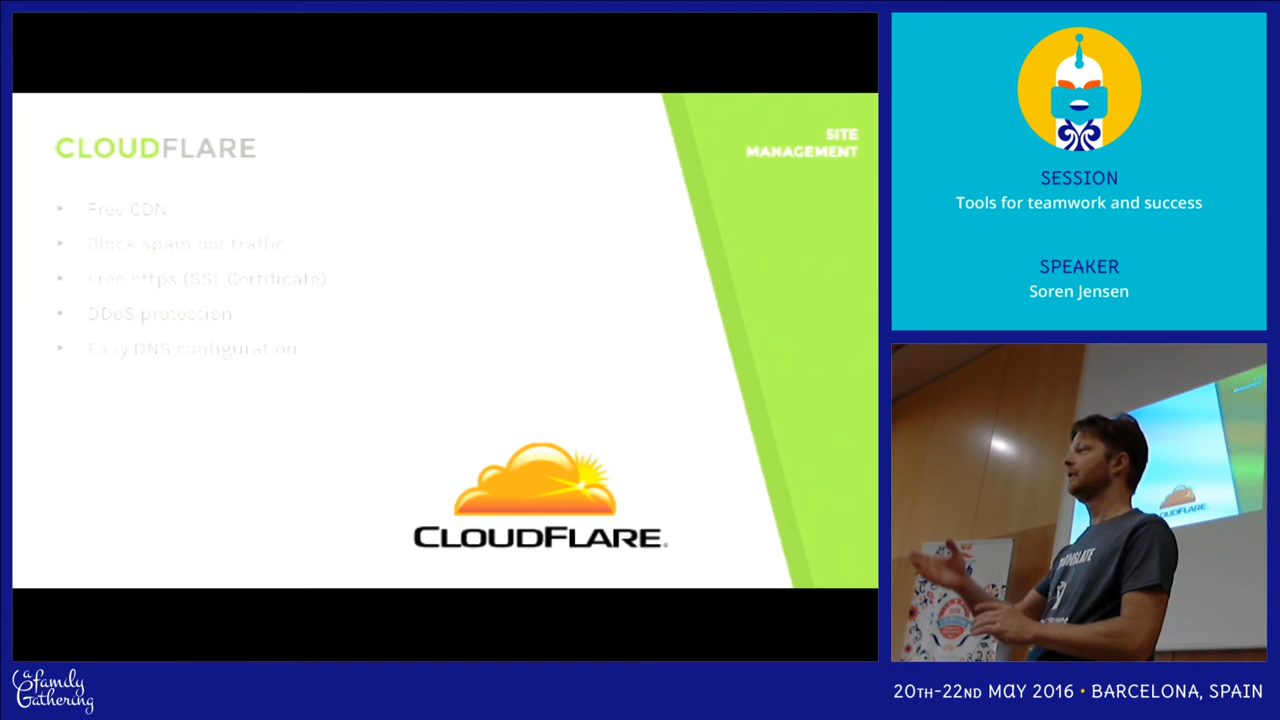 CLOUDFLARE
SITE
MANAGEMENT
Free CDN
Block spam bot traffic
Free https (SSL Certificate)
DDoS protection
Easy DNS configuration
CLOUDFLARE
SESSION
Tools for teamwork and success
SPEAKER
Soren Jensen
a family
Gathering
20TH-22ND MAY 2016 • BARCELONA, SPAIN